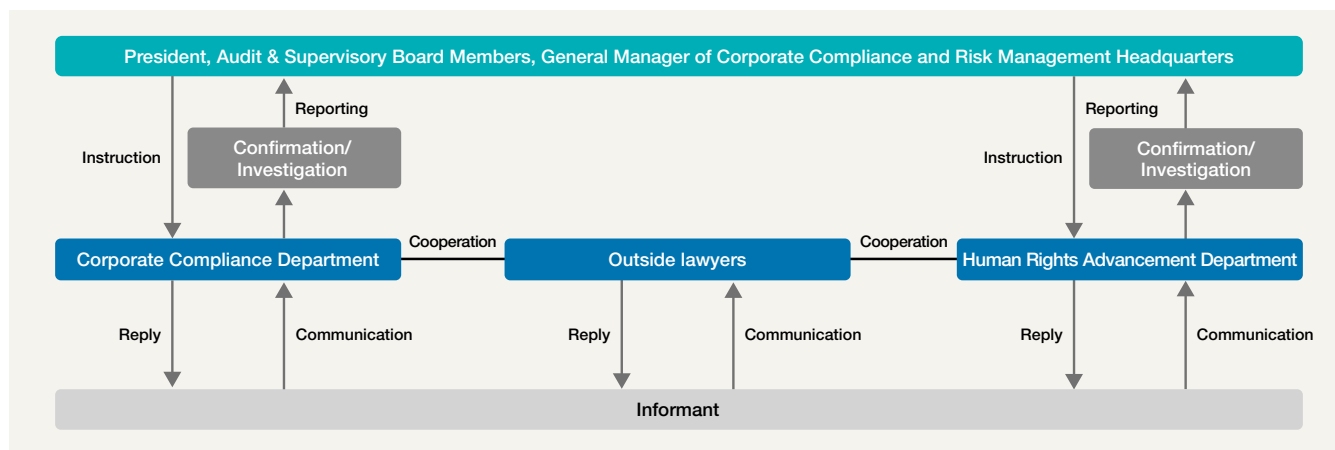 President, Audit & Supervisory Board Members, General Manager of Corporate Compliance and Risk Management Headquarters
Reporting
Reporting
Instruction
Confirmation/
Investigation
Instruction
Confirmation/
Investigation
Cooperation
Cooperation
Corporate Compliance Department
Outside lawyers
Human Rights Advancement Department
Reply
Communication
Reply
Communication
Reply
Communication
Informant